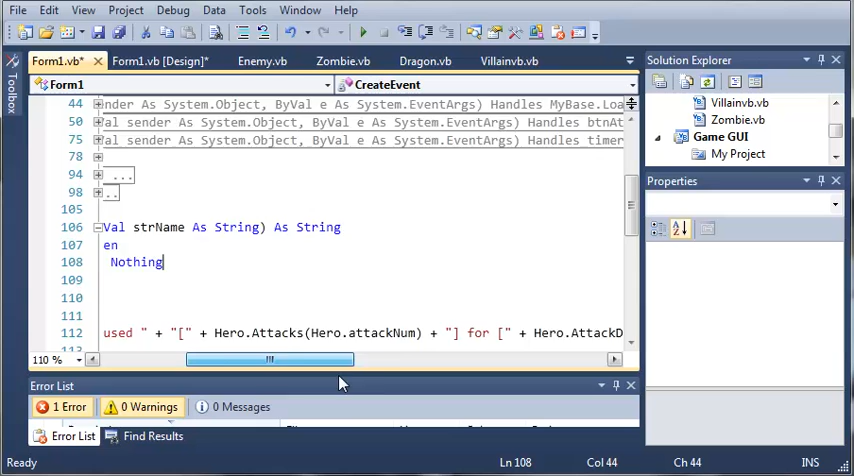 File Edit View Project Debug Data Tools Window Help
Form1.vb* Form1.vb [Design]* Enemy.vb Zombie.vb Dragon.vb Villainvb.vb
Form1 CreateEvent
44 nder As System.Object, ByVal e As System.EventArgs) Handles MyBase.Loa
50 Val sender As System.Object, ByVal e As System.EventArgs) Handles btnAt
75 Val sender As System.Object, ByVal e As System.EventArgs) Handles timer
78
94 ...
98 ..
105
106 Val strName As String) As String
107 en
108 Nothing
109
110
111
112 used " + "[" + Hero.Attacks(Hero.attackNum) + "] for [" + Hero.AttackD
113
110 %
Toolbox
Error List
1 Error 0 Warnings 0 Messages
Error List Find Results
Solution Explorer
Villainvb.vb
Zombie.vb
Game GUI
My Project
Properties
Ready Ln 108 Col 44 Ch 44 INS